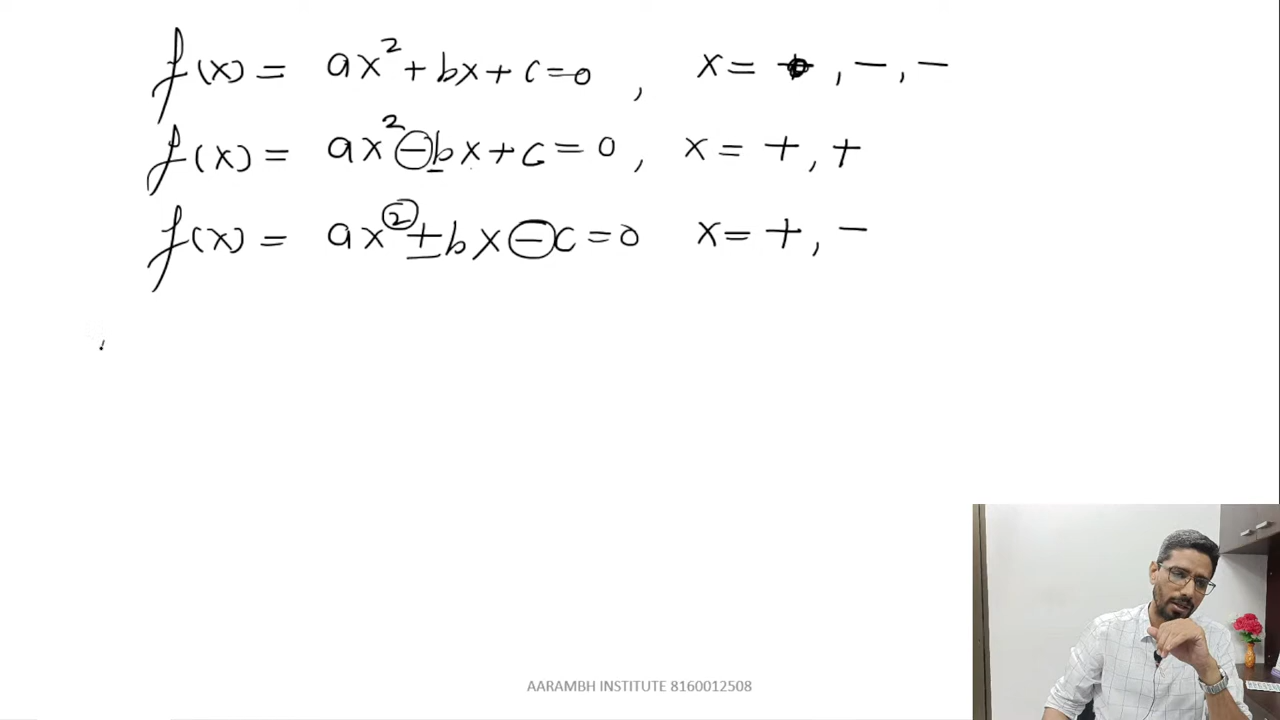 f(x) = ax² + bx + c = 0 , x = , - , -
f(x) = ax² - bx + c = 0 , x = + , +
f(x) = ax² ± bx - c = 0 x = + , -
AARAMBH INSTITUTE 8160012508